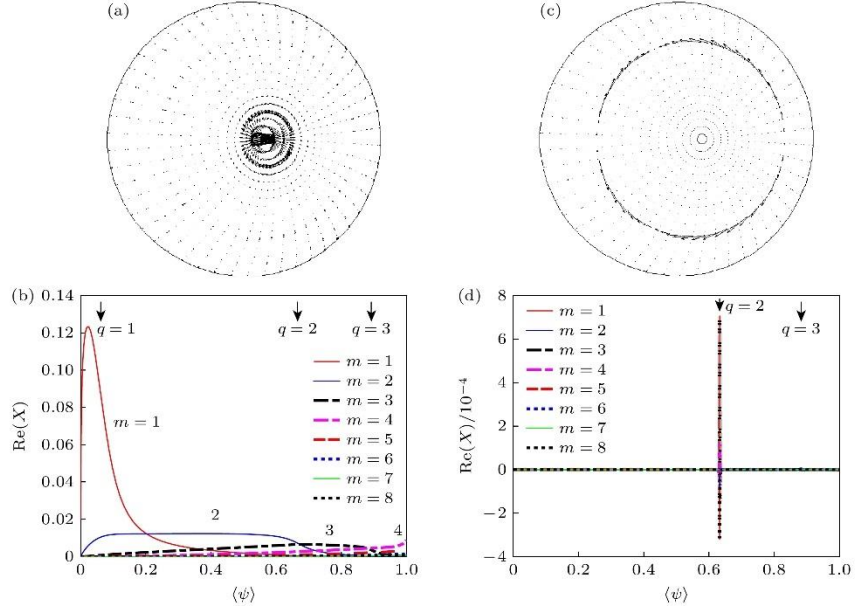 (a)
(c)
(b)
0.14
0.12
0.10
0.08
0.06
0.04
0.02
0
Re(X)
q = 1
q = 2
q = 3
m = 1
m = 1
m = 2
m = 3
m = 4
m = 5
m = 6
m = 7
m = 8
2
3
4
0
0.2
0.4
0.6
0.8
1.0
⟨ψ⟩
(d)
8
6
4
2
0
−2
−4
Re(X)/10⁻⁴
m = 1
m = 2
m = 3
m = 4
m = 5
m = 6
m = 7
m = 8
q = 2
q = 3
0
0.2
0.4
0.6
0.8
1.0
⟨ψ⟩